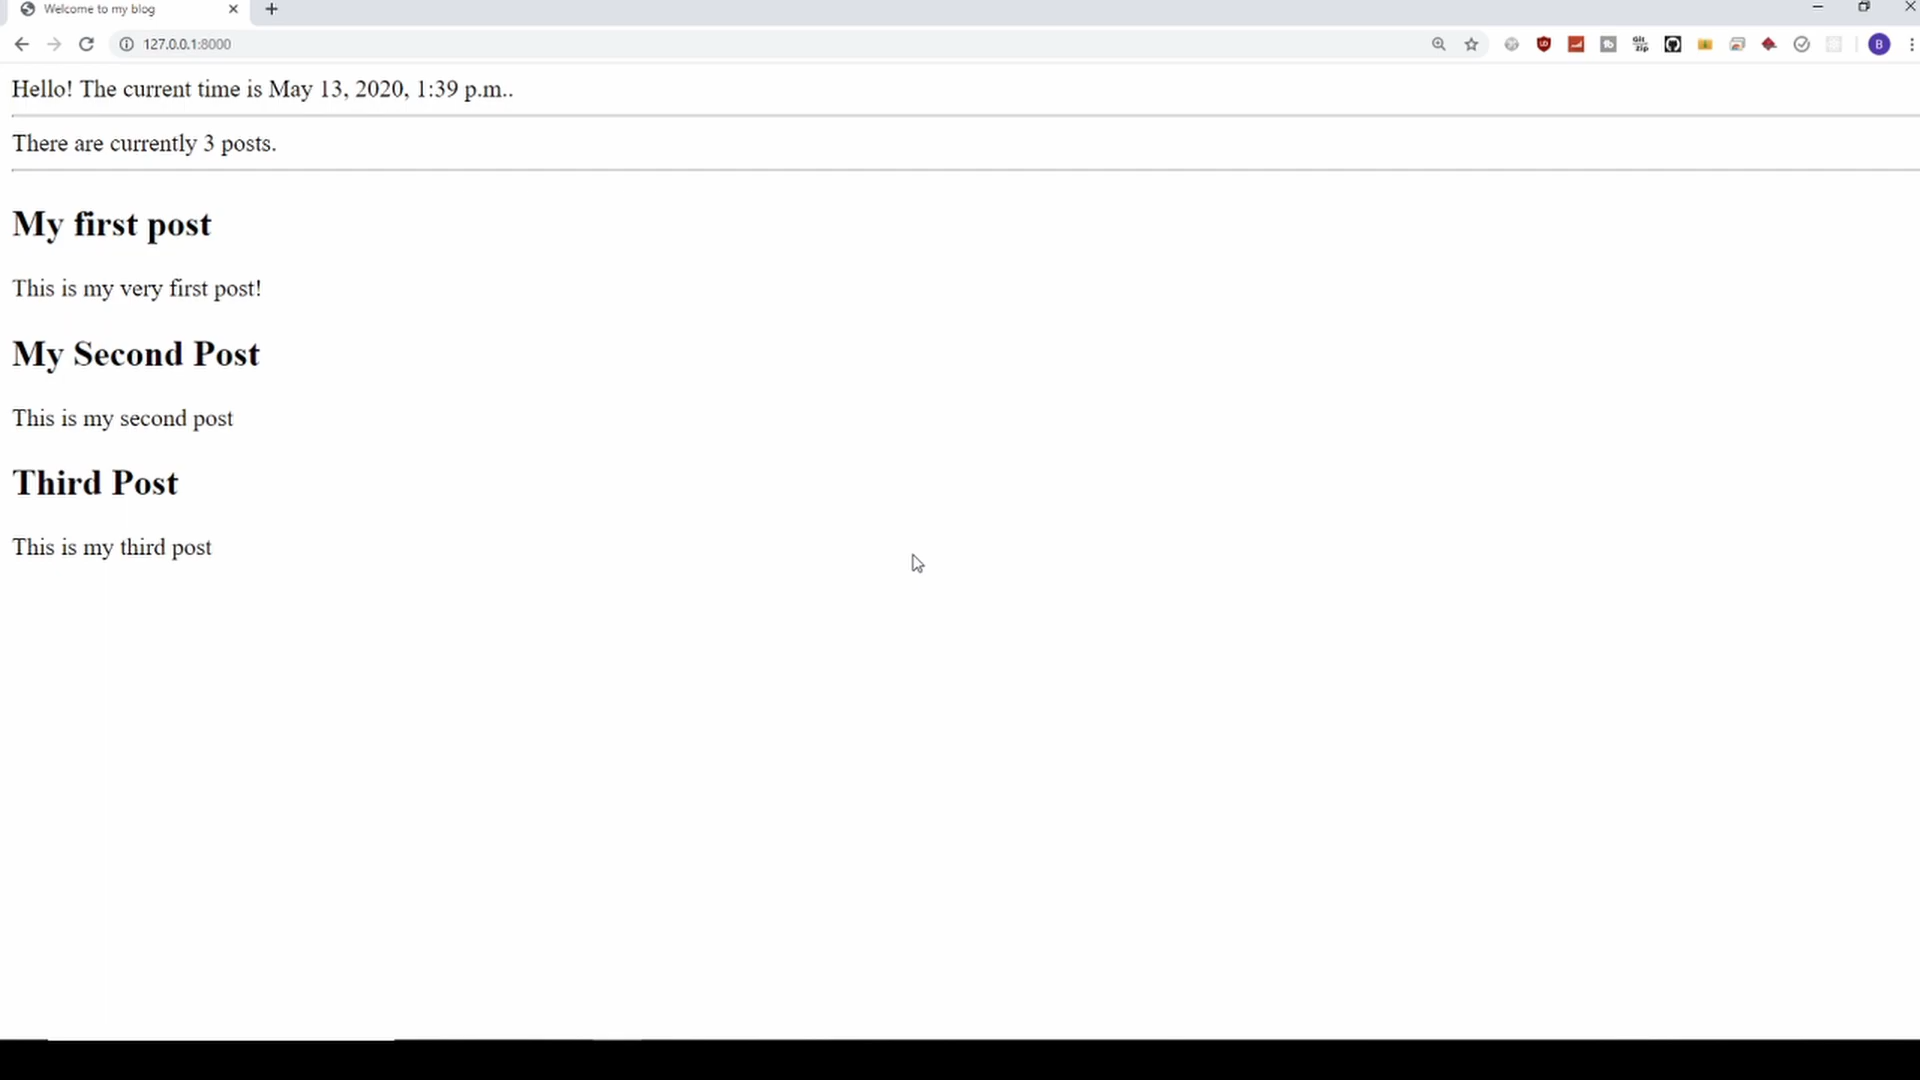 Welcome to my blog
127.0.0.1:8000
Git
Zip
B
Hello! The current time is May 13, 2020, 1:39 p.m..
There are currently 3 posts.
My first post
This is my very first post!
My Second Post
This is my second post
Third Post
This is my third post